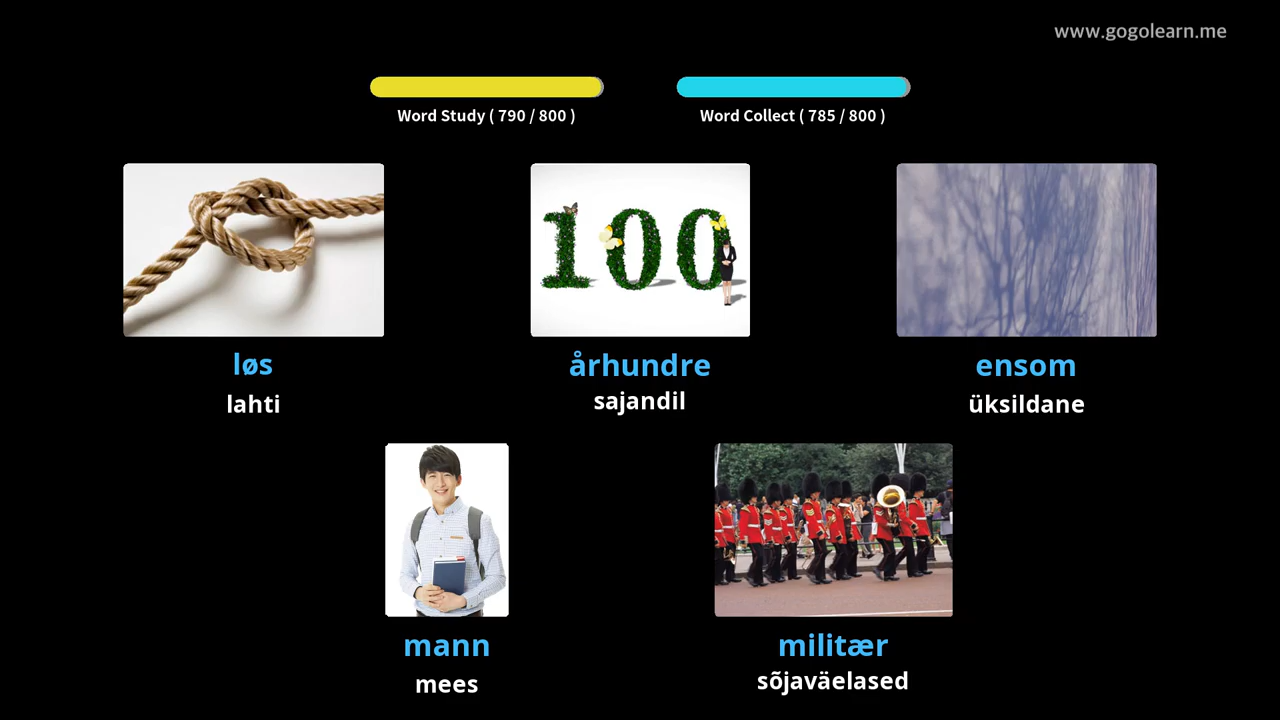 www.gogolearn.me
Word Study ( 790 / 800 )
Word Collect ( 785 / 800 )
løs
lahti
århundre
sajandil
ensom
üksildane
mann
mees
militær
sõjaväelased
100